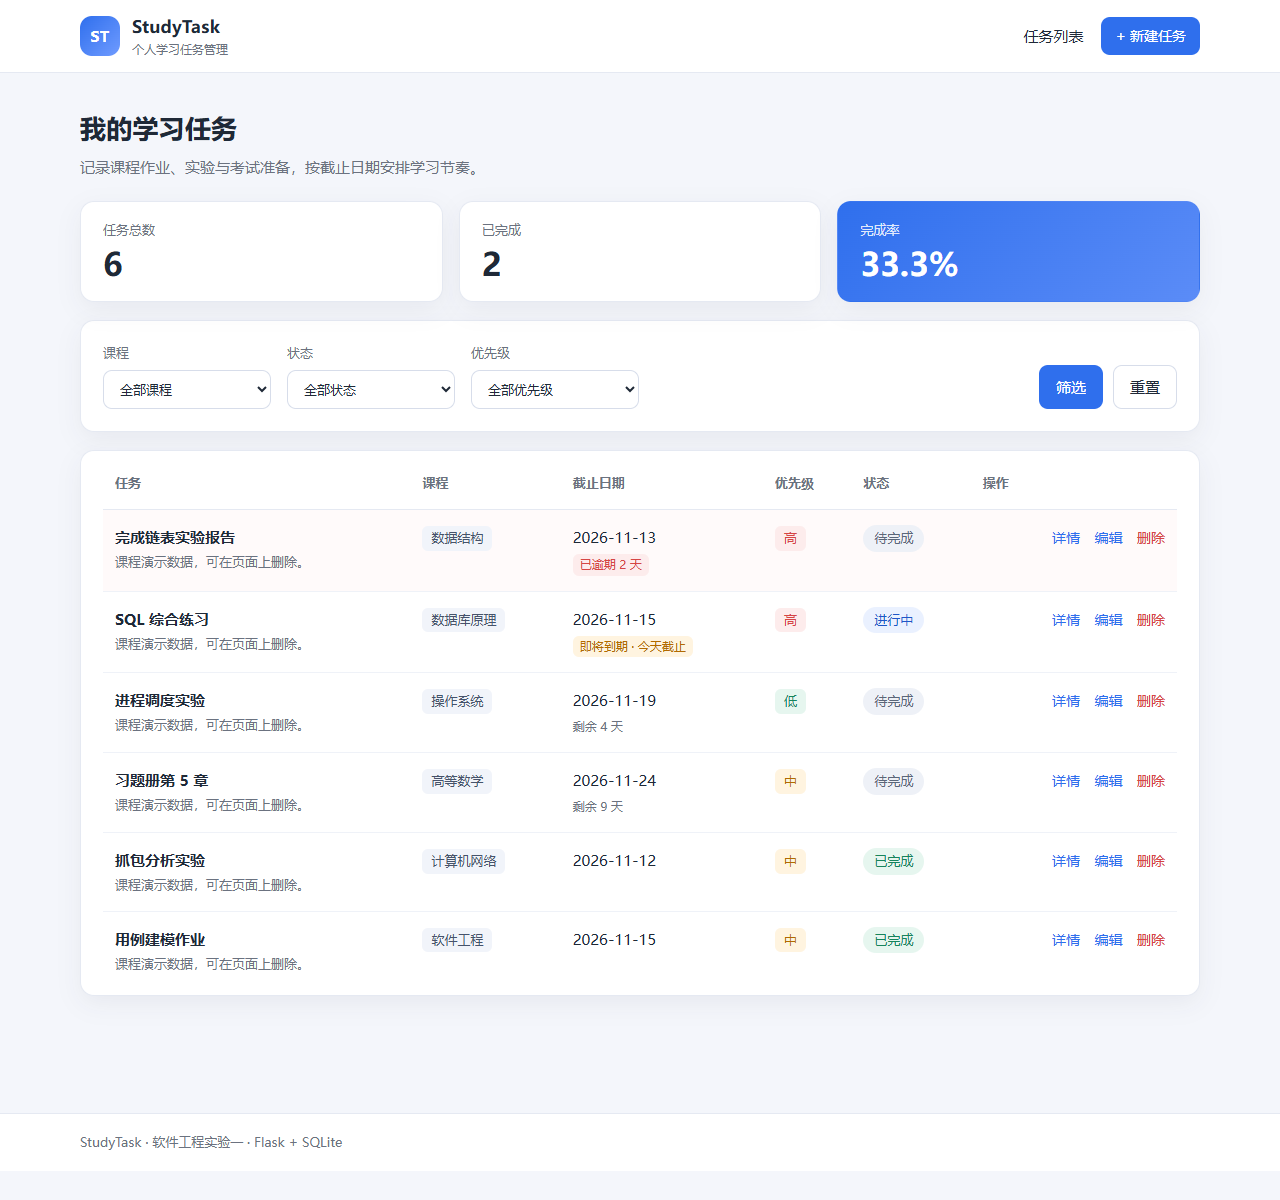 ST
StudyTask
个人学习任务管理
任务列表
+ 新建任务
我的学习任务
记录课程作业、实验与考试准备，按截止日期安排学习节奏。
任务总数
6
已完成
2
完成率
33.3%
课程
状态
优先级
全部课程
全部状态
全部优先级
筛选
重置
任务 课程 截止日期 优先级 状态 操作
完成链表实验报告 数据结构 2026-11-13 高 待完成 详情 编辑 删除
课程演示数据，可在页面上删除。 已逾期 2 天
SQL 综合练习 数据库原理 2026-11-15 高 进行中 详情 编辑 删除
课程演示数据，可在页面上删除。 即将到期 · 今天截止
进程调度实验 操作系统 2026-11-19 低 待完成 详情 编辑 删除
课程演示数据，可在页面上删除。 剩余 4 天
习题册第 5 章 高等数学 2026-11-24 中 待完成 详情 编辑 删除
课程演示数据，可在页面上删除。 剩余 9 天
抓包分析实验 计算机网络 2026-11-12 中 已完成 详情 编辑 删除
课程演示数据，可在页面上删除。
用例建模作业 软件工程 2026-11-15 中 已完成 详情 编辑 删除
课程演示数据，可在页面上删除。
StudyTask · 软件工程实验一 · Flask + SQLite